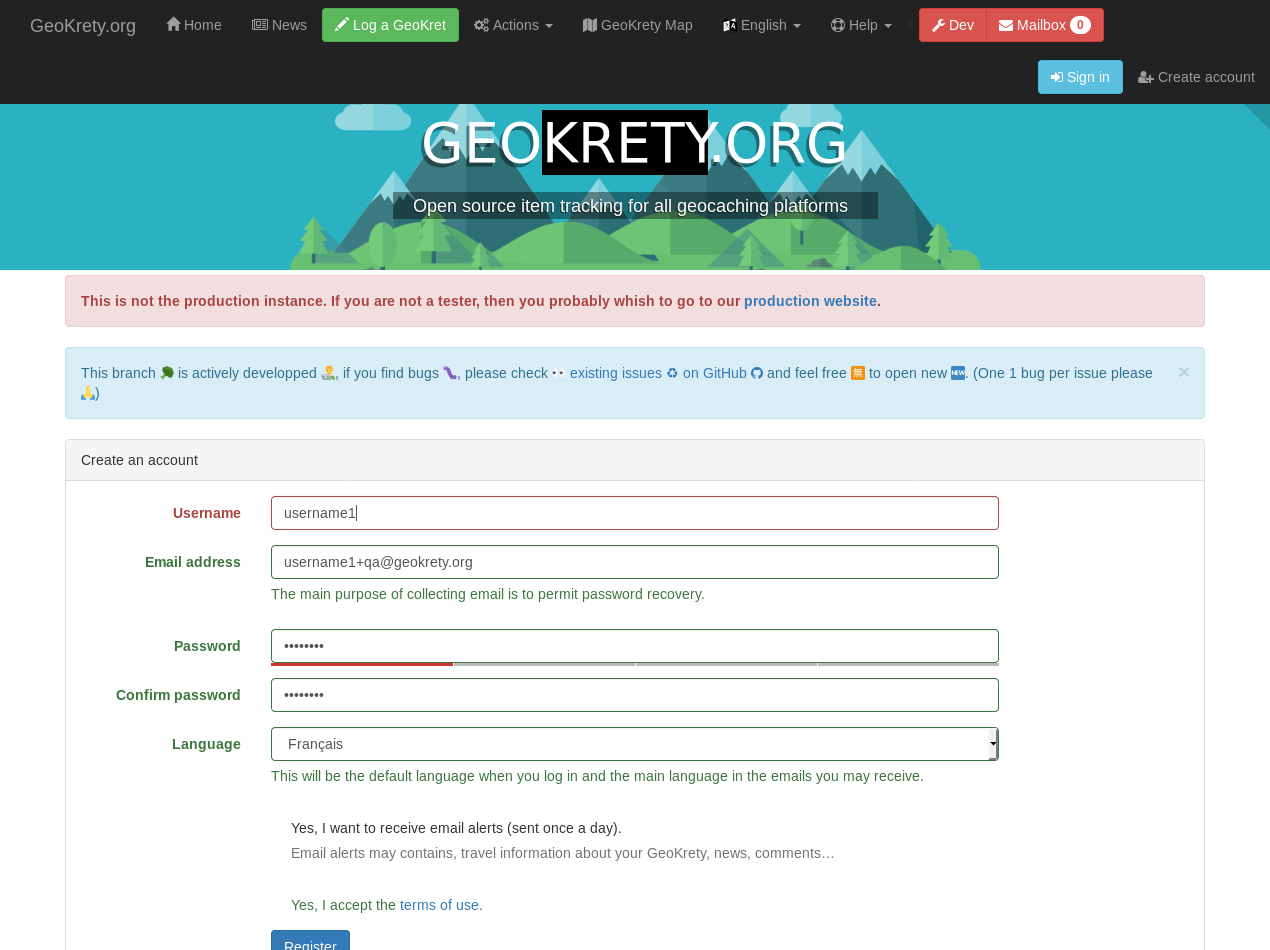 GeoKrety.org Home News Log a GeoKret Actions GeoKrety Map English Help Dev Mailbox 0
Sign in Create account
GEOKRETY.ORG
Open source item tracking for all geocaching platforms
This is not the production instance. If you are not a tester, then you probably whish to go to our production website.
This branch 🌳 is actively developped 👨‍💻, if you find bugs 🐛, please check 👀 existing issues ♻ on GitHub and feel free 🈚 to open new 🆕. (One 1 bug per issue please ×
🙏)
Create an account
Username username1
Email address username1+qa@geokrety.org
The main purpose of collecting email is to permit password recovery.
Password ••••••••
Confirm password ••••••••
Language Français
This will be the default language when you log in and the main language in the emails you may receive.
Yes, I want to receive email alerts (sent once a day).
Email alerts may contains, travel information about your GeoKrety, news, comments…
Yes, I accept the terms of use.
Register